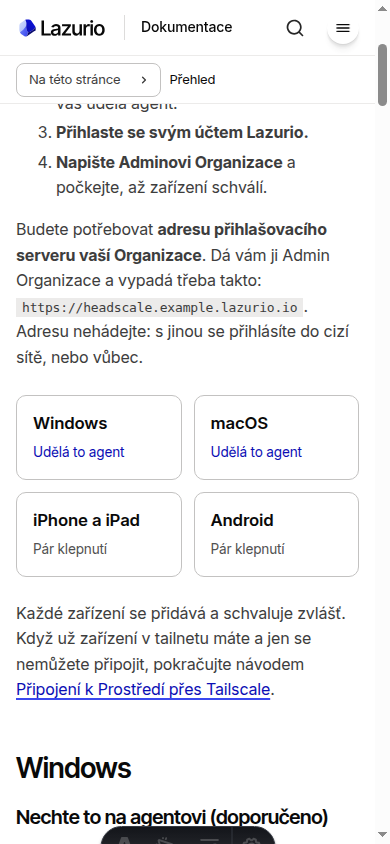 Lazurio
Dokumentace
Na této stránce
Přehled
vás udělá agent.
3. Přihlaste se svým účtem Lazurio.
4. Napište Adminovi Organizace a
počkejte, až zařízení schválí.
Budete potřebovat adresu přihlašovacího
serveru vaší Organizace. Dá vám ji Admin
Organizace a vypadá třeba takto:
https://headscale.example.lazurio.io.
Adresu nehádejte: s jinou se přihlásíte do cizí
sítě, nebo vůbec.
Windows
Udělá to agent
macOS
Udělá to agent
iPhone a iPad
Pár klepnutí
Android
Pár klepnutí
Každé zařízení se přidává a schvaluje zvlášť.
Když už zařízení v tailnetu máte a jen se
nemůžete připojit, pokračujte návodem
Připojení k Prostředí přes Tailscale.
Windows
Nechte to na agentovi (doporučeno)